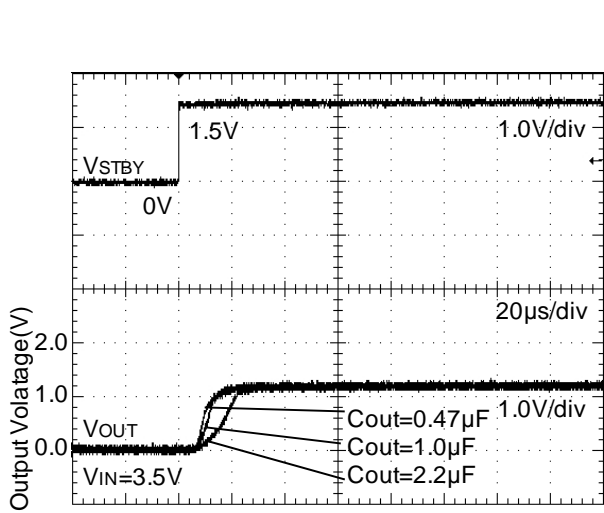 1.5V
1.0V/div
VSTBY
0V
20µs/div
Output Volatage(V)
2.0
1.0
0.0
1.0V/div
Cout=0.47µF
VOUT
Cout=1.0µF
Cout=2.2µF
VIN=3.5V